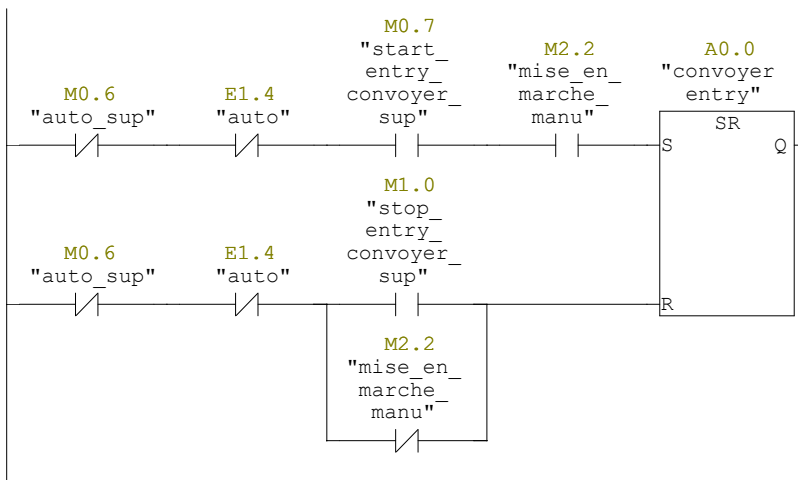 M0.7
"start_
entry_
convoyer_
sup"
M2.2
"mise_en_
marche_
manu"
A0.0
"convoyer
entry"
M0.6
"auto_sup"
E1.4
"auto"
SR
S
Q
M1.0
"stop_
entry_
convoyer_
sup"
M0.6
"auto_sup"
E1.4
"auto"
R
M2.2
"mise_en_
marche_
manu"